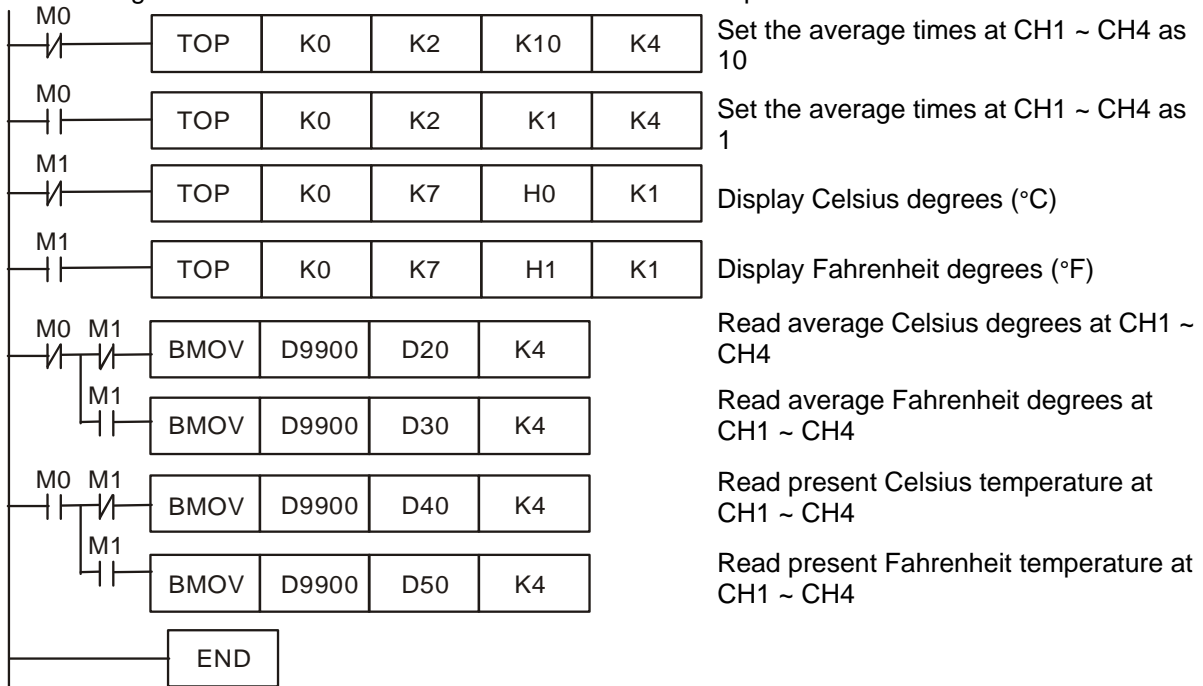 M0
TOP K0 K2 K10 K4
Set the average times at CH1 ~ CH4 as
10
M0
TOP K0 K2 K1 K4
Set the average times at CH1 ~ CH4 as
1
M1
TOP K0 K7 H0 K1
Display Celsius degrees (°C)
M1
TOP K0 K7 H1 K1
Display Fahrenheit degrees (°F)
M0 M1
BMOV D9900 D20 K4
Read average Celsius degrees at CH1 ~
CH4
M1
BMOV D9900 D30 K4
Read average Fahrenheit degrees at
CH1 ~ CH4
M0 M1
BMOV D9900 D40 K4
Read present Celsius temperature at
CH1 ~ CH4
M1
BMOV D9900 D50 K4
Read present Fahrenheit temperature at
CH1 ~ CH4
END